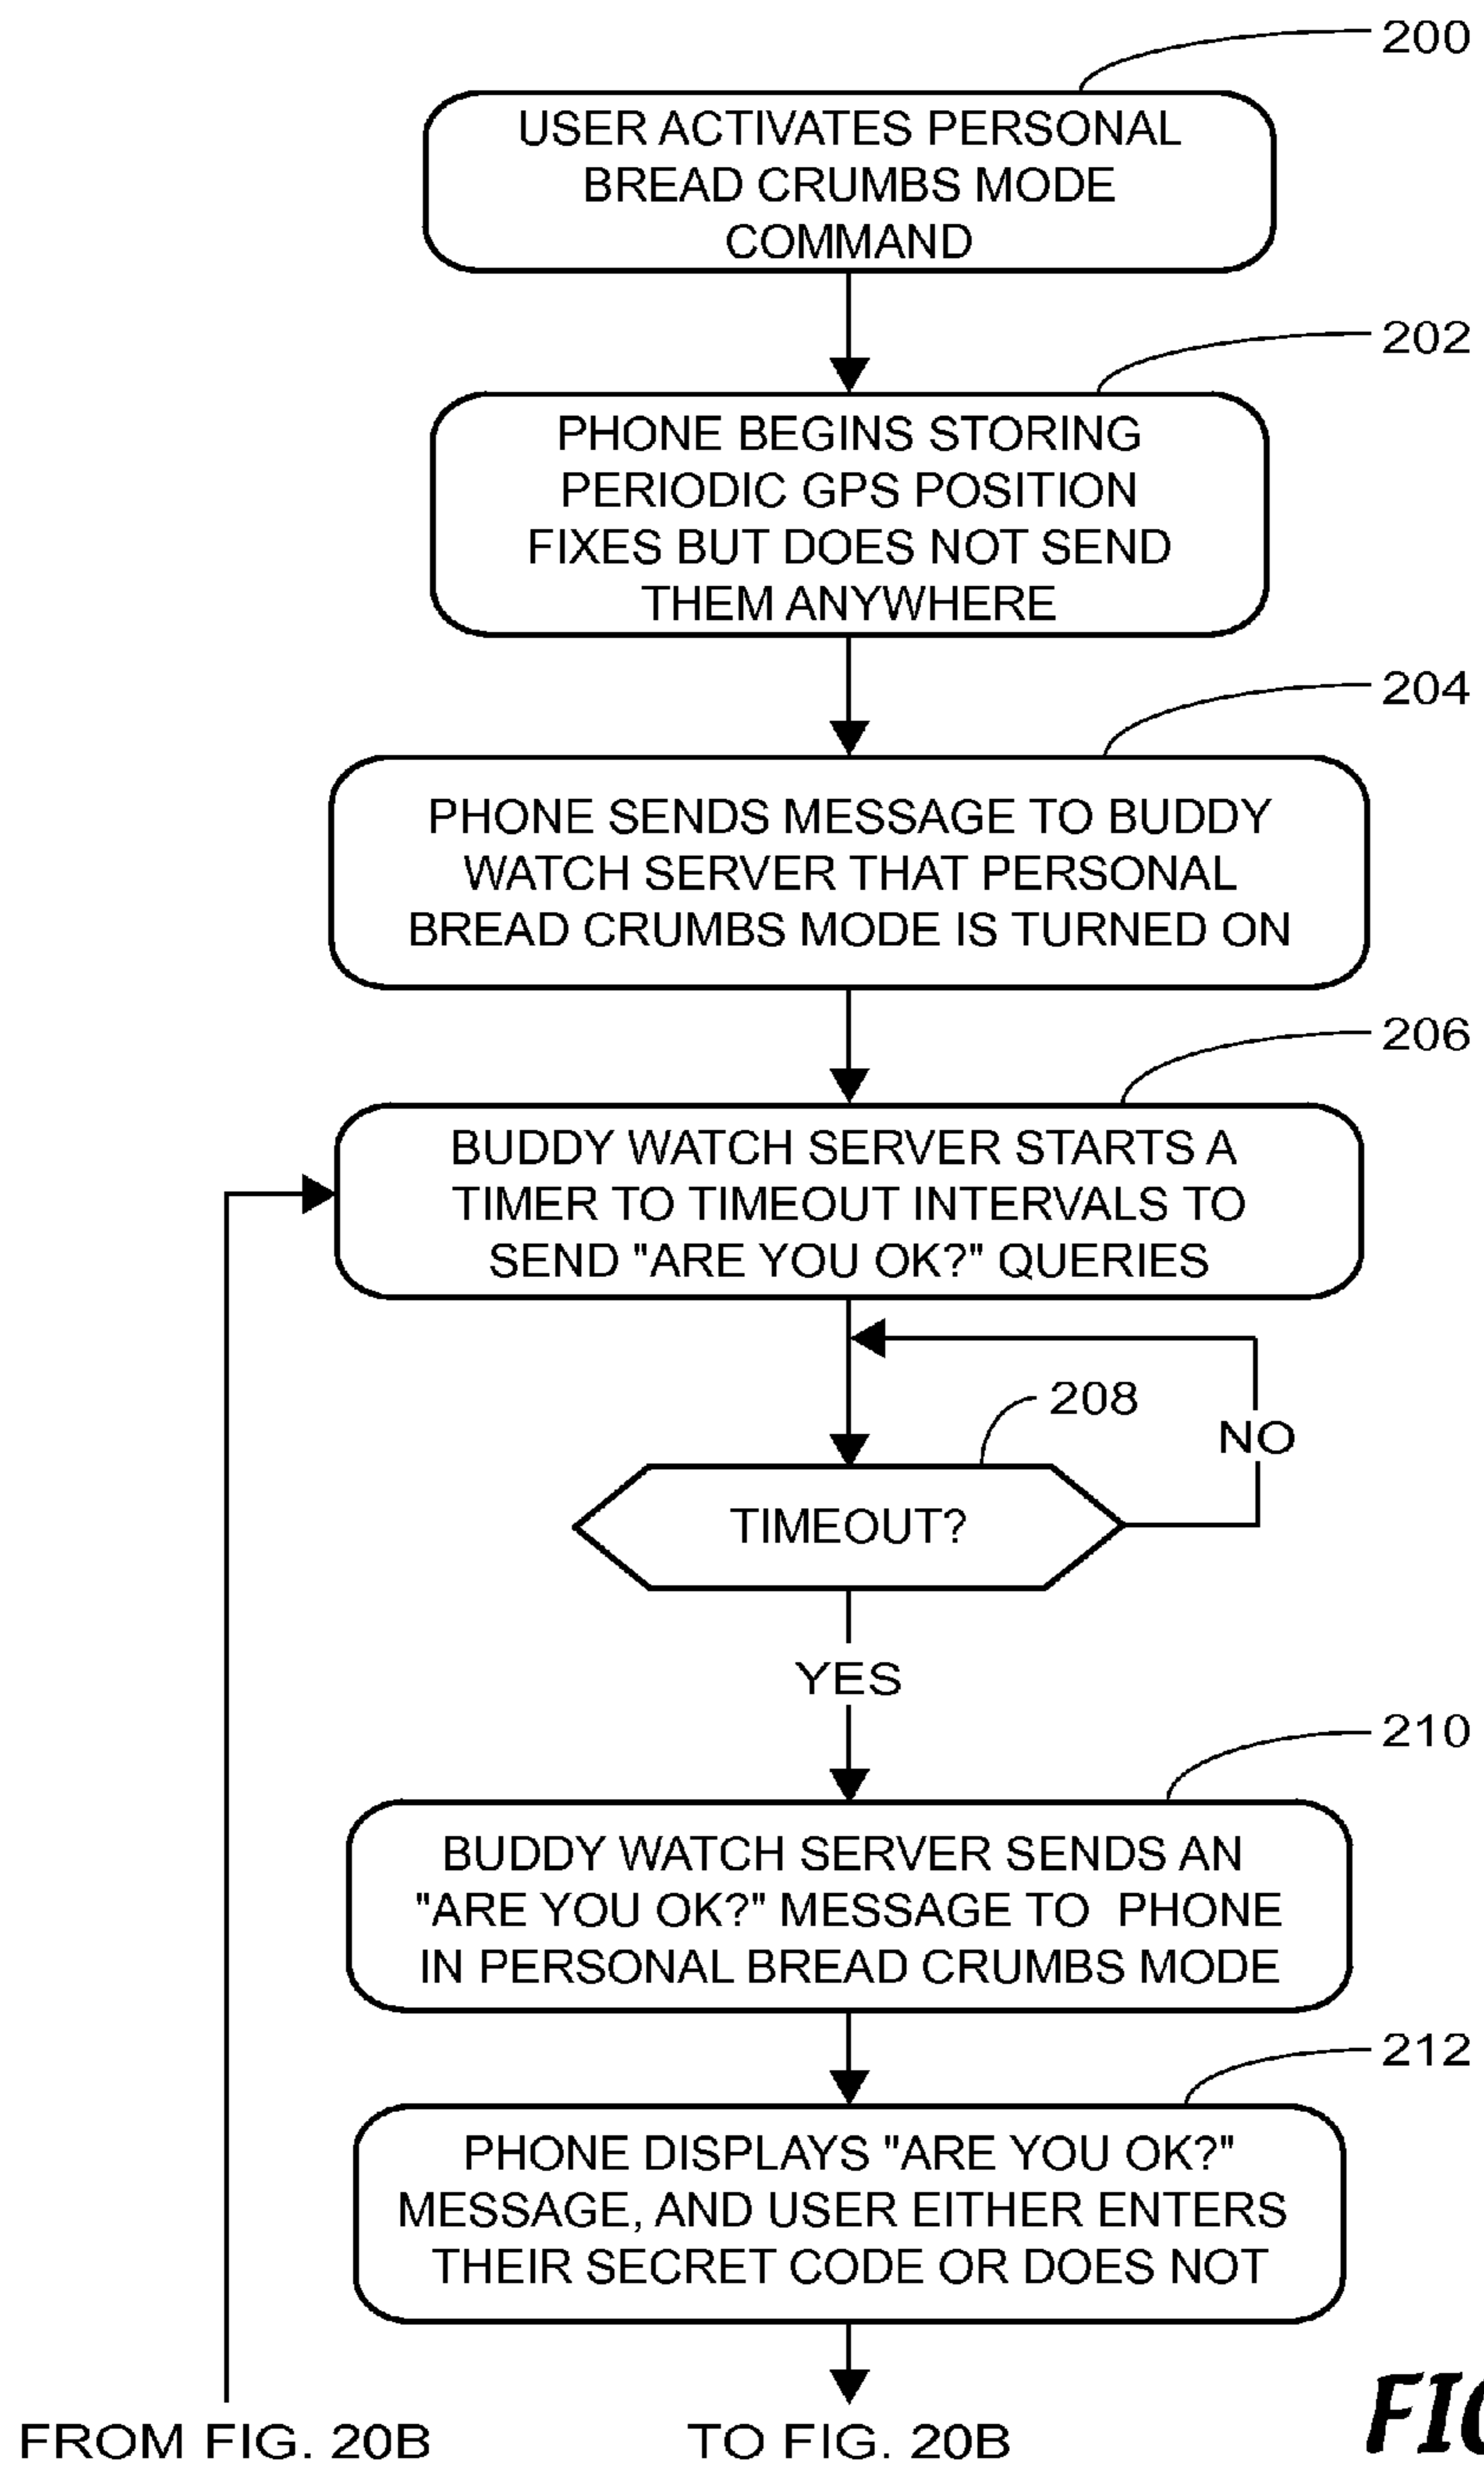 200
USER ACTIVATES PERSONAL
BREAD CRUMBS MODE
COMMAND
202
PHONE BEGINS STORING
PERIODIC GPS POSITION
FIXES BUT DOES NOT SEND
THEM ANYWHERE
204
PHONE SENDS MESSAGE TO BUDDY
WATCH SERVER THAT PERSONAL
BREAD CRUMBS MODE IS TURNED ON
206
BUDDY WATCH SERVER STARTS A
TIMER TO TIMEOUT INTERVALS TO
SEND "ARE YOU OK?" QUERIES
208
NO
TIMEOUT?
YES
210
BUDDY WATCH SERVER SENDS AN
"ARE YOU OK?" MESSAGE TO PHONE
IN PERSONAL BREAD CRUMBS MODE
212
PHONE DISPLAYS "ARE YOU OK?"
MESSAGE, AND USER EITHER ENTERS
THEIR SECRET CODE OR DOES NOT
FROM FIG. 20B
TO FIG. 20B